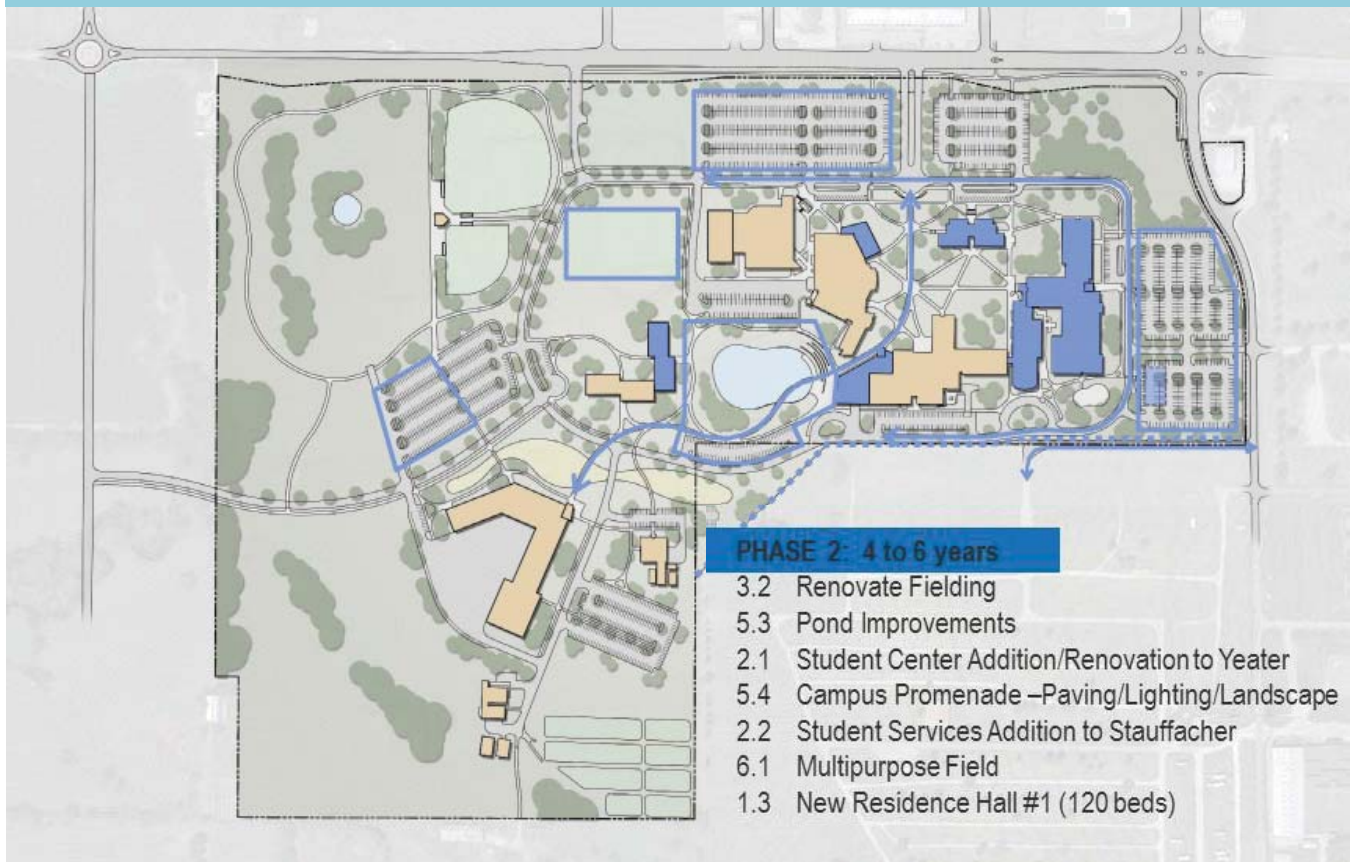 PHASE 2: 4 to 6 years
3.2 Renovate Fielding
5.3 Pond Improvements
2.1 Student Center Addition/Renovation to Yeater
5.4 Campus Promenade –Paving/Lighting/Landscape
2.2 Student Services Addition to Stauffacher
6.1 Multipurpose Field
1.3 New Residence Hall #1 (120 beds)